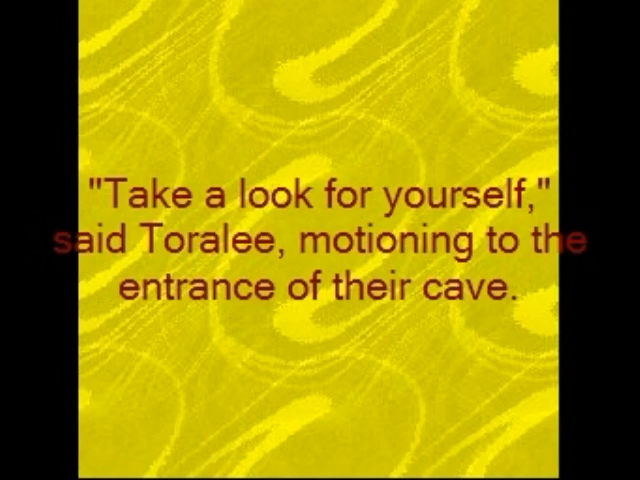 "Take a look for yourself,"
said Toralee, motioning to the
entrance of their cave.